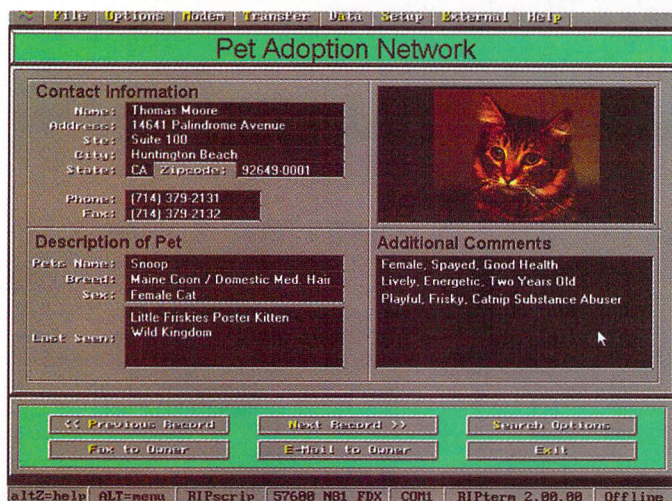 File Options Modem Transfer Data Setup External Help
Pet Adoption Network
Contact Information
Name: Thomas Moore
Address: 14641 Palindrome Avenue
Ste: Suite 100
City: Huntington Beach
State: CA Zipcode: 92649-0001
Phone: (714) 379-2131
Fax: (714) 379-2132
Description of Pet
Pets Name: Snoop
Breed: Maine Coon / Domestic Med. Hair
Sex: Female Cat
Little Friskies Poster Kitten
Last Seen: Wild Kingdom
Additional Comments
Female, Spayed, Good Health
Lively, Energetic, Two Years Old
Playful, Frisky, Catnip Substance Abuser
<< Previous Record Next Record >> Search Options
Fax to Owner E-Mail to Owner Exit
altZ=help ALT=menu RIPscrip 57600 N81 FDX COM1 RIPterm 2.00.00 Offline